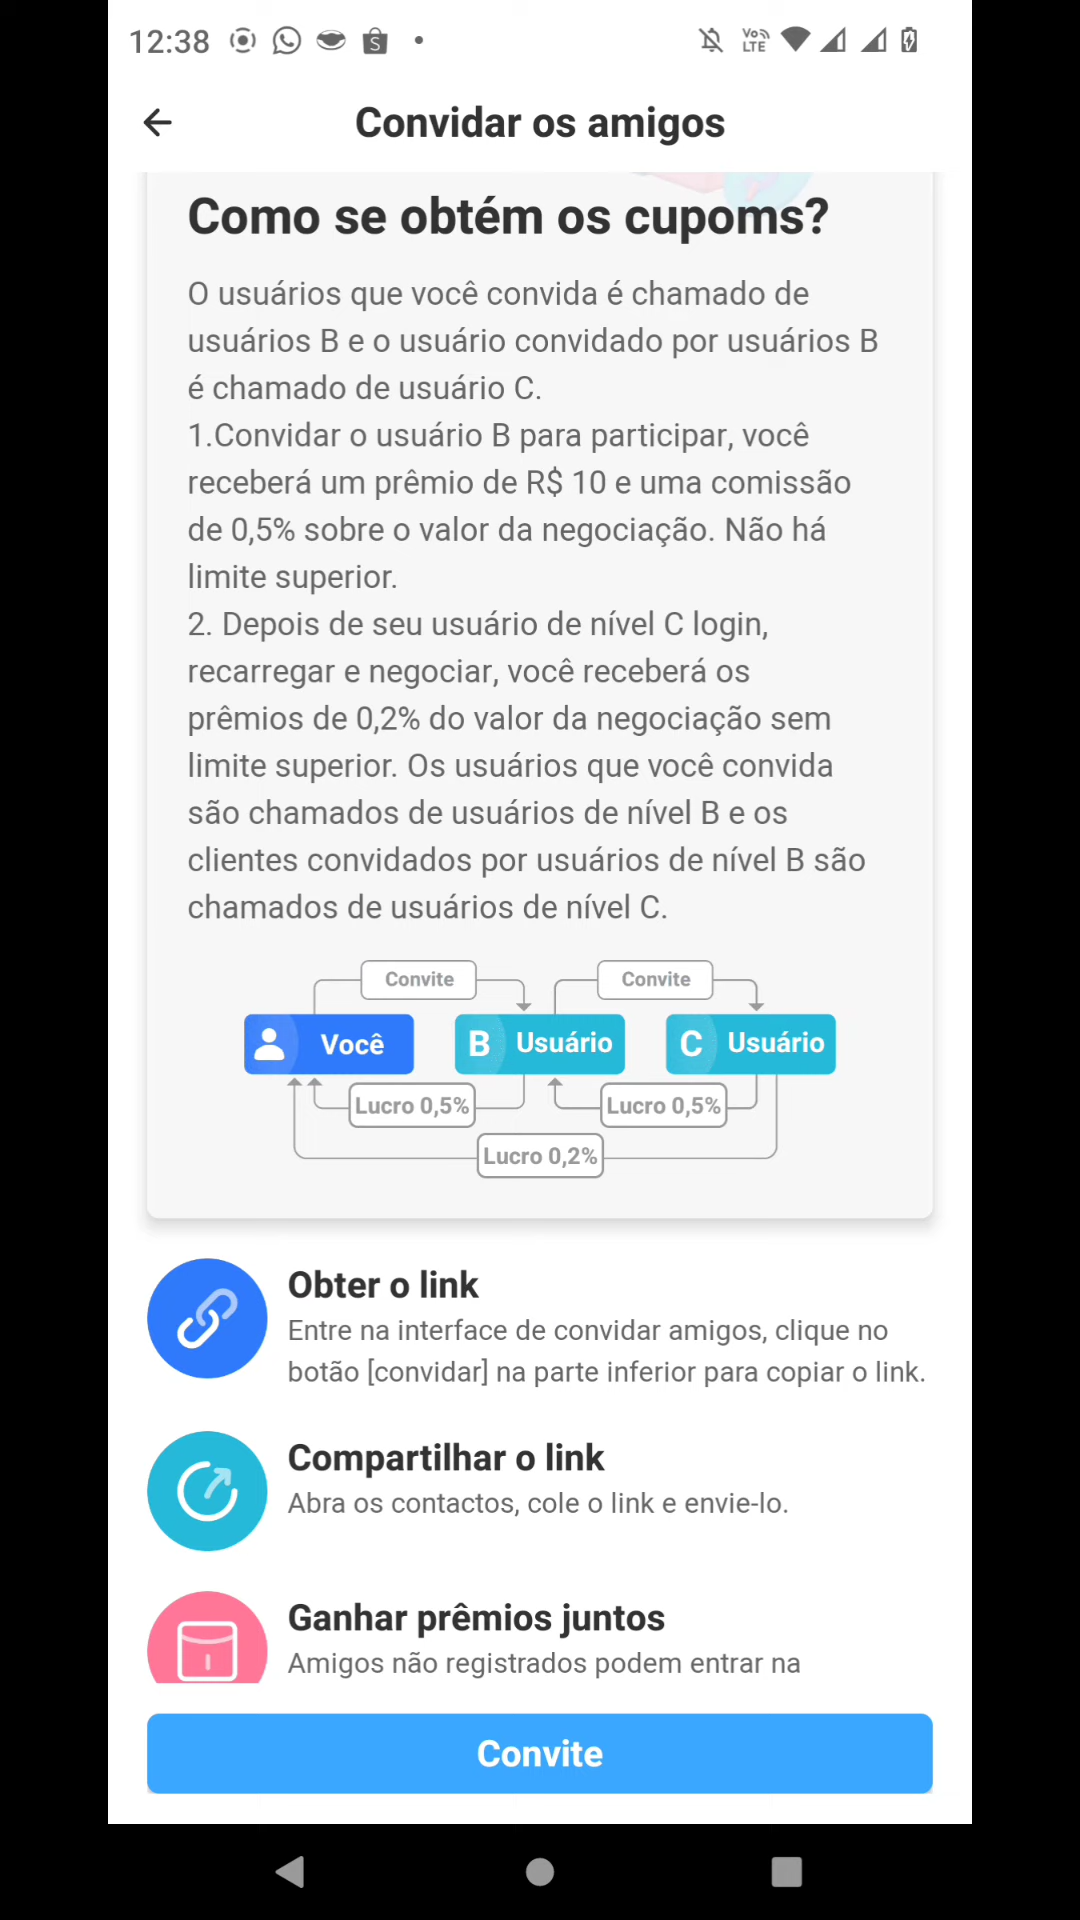 12:38
Vo
LTE
Convidar os amigos
Como se obtém os cupoms?
O usuários que você convida é chamado de
usuários B e o usuário convidado por usuários B
é chamado de usuário C.
1.Convidar o usuário B para participar, você
receberá um prêmio de R$ 10 e uma comissão
de 0,5% sobre o valor da negociação. Não há
limite superior.
2. Depois de seu usuário de nível C login,
recarregar e negociar, você receberá os
prêmios de 0,2% do valor da negociação sem
limite superior. Os usuários que você convida
são chamados de usuários de nível B e os
clientes convidados por usuários de nível B são
chamados de usuários de nível C.
Convite Convite
Você B Usuário C Usuário
Lucro 0,5% Lucro 0,5%
Lucro 0,2%
Obter o link
Entre na interface de convidar amigos, clique no
botão [convidar] na parte inferior para copiar o link.
Compartilhar o link
Abra os contactos, cole o link e envie-lo.
Ganhar prêmios juntos
Amigos não registrados podem entrar na
Convite